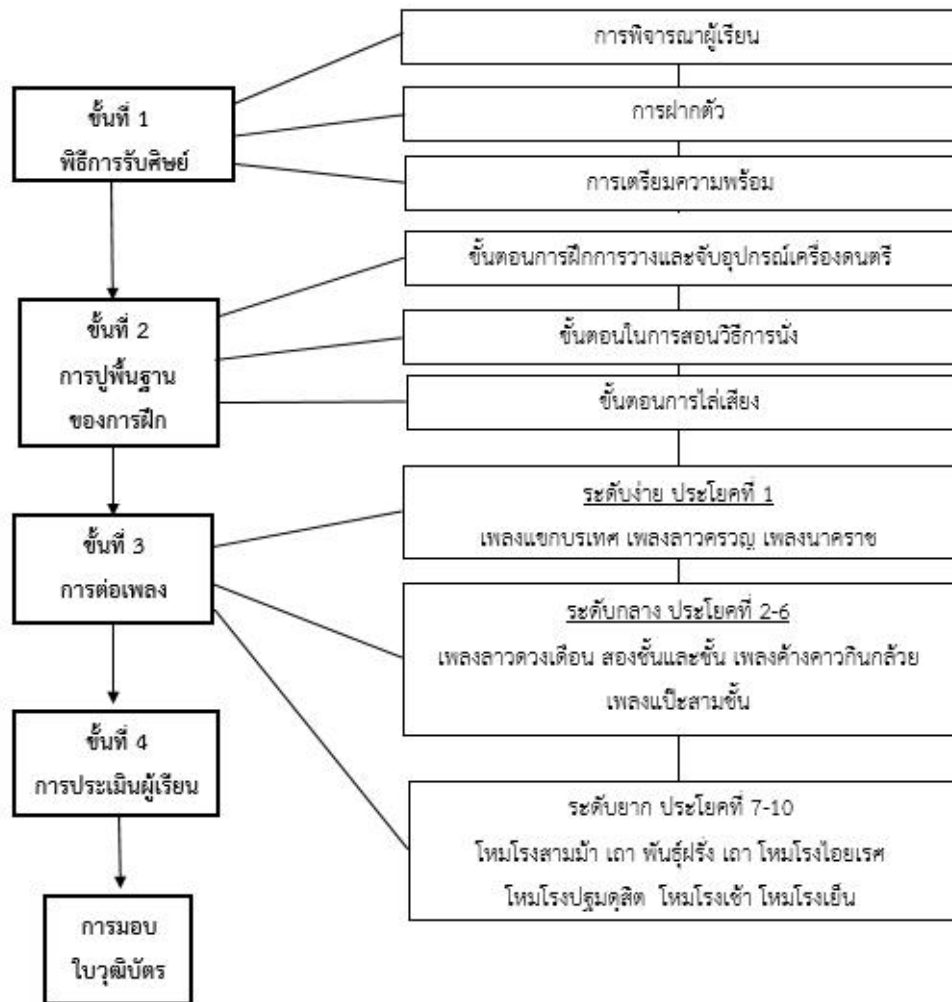 การพิจารณาผู้เรียน
ขั้นที่ 1
พิธีการรับศิษย์
การฝากตัว
การเตรียมความพร้อม
ขั้นที่ 2
การปูพื้นฐาน
ของการฝึก
ขั้นตอนการฝึกการวางและจับอุปกรณ์เครื่องดนตรี
ขั้นตอนในการสอนวิธีการนั่ง
ขั้นตอนการไล่เสียง
ขั้นที่ 3
การต่อเพลง
ระดับง่าย ประโยคที่ 1
เพลงแขกบรเทศ เพลงลาวครวญ เพลงนาคราช
ระดับกลาง ประโยคที่ 2-6
เพลงลาวดวงเดือน สองชั้นและชั้น เพลงค้างคาวกินกล้วย
เพลงแป๊ะสามชั้น
ระดับยาก ประโยคที่ 7-10
โหมโรงสามม้า เถา พันธุ์ฝรั่ง เถา โหมโรงไอยเรศ
โหมโรงปฐมดุสิต โหมโรงเช้า โหมโรงเย็น
ขั้นที่ 4
การประเมินผู้เรียน
การมอบ
ใบวุฒิบัตร